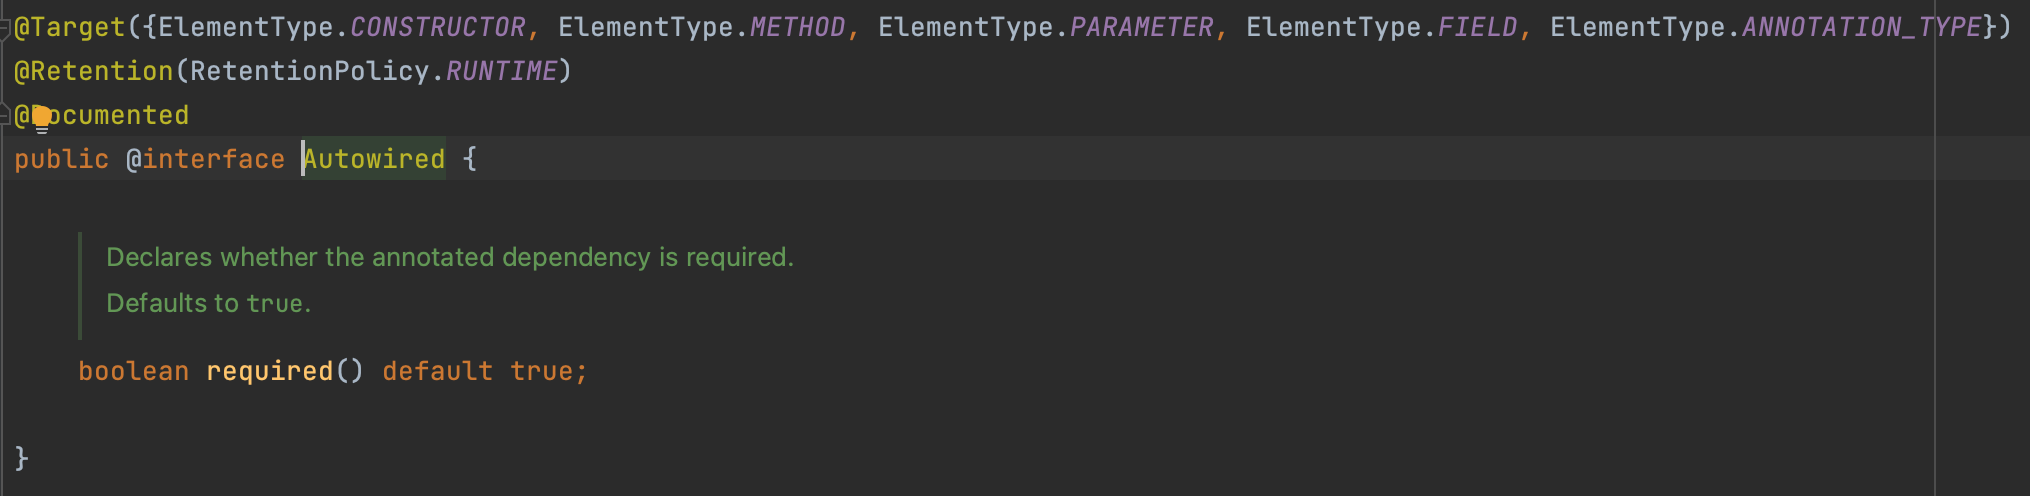 @Target({ElementType.CONSTRUCTOR, ElementType.METHOD, ElementType.PARAMETER, ElementType.FIELD, ElementType.ANNOTATION_TYPE})
@Retention(RetentionPolicy.RUNTIME)
@Documented
public @interface Autowired {
Declares whether the annotated dependency is required.
Defaults to true.
boolean required() default true;
}